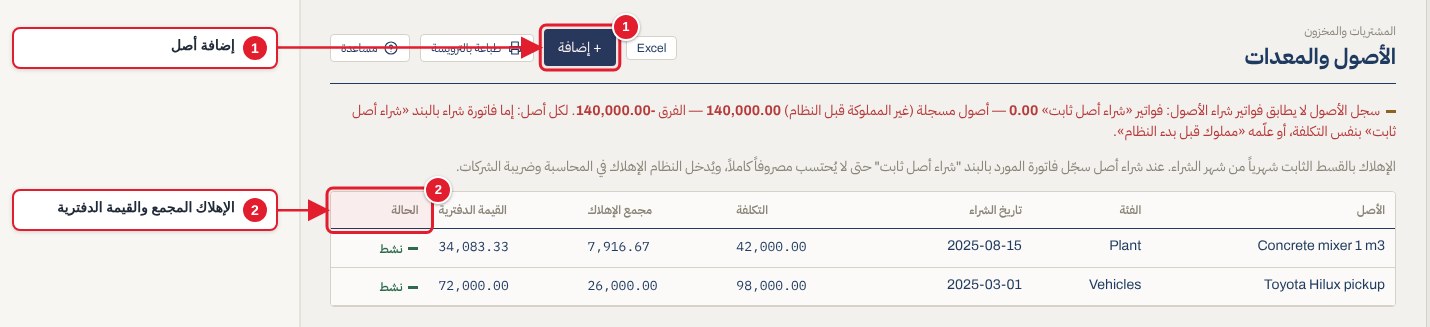 المشتريات والمخزون
الأصول والمعدات
Excel
+ إضافة
1
طباعة بالترويسة
مساعدة
1 إضافة أصل
سجل الأصول لا يطابق فواتير شراء الأصول: فواتير «شراء أصل ثابت» 0.00 — أصول مسجلة (غير المملوكة قبل النظام) 140,000.00 — الفرق -140,000.00. لكل أصل: إما فاتورة شراء بالبند «شراء أصل
ثابت» بنفس التكلفة، أو علّمه «مملوك قبل بدء النظام».
الإهلاك بالقسط الثابت شهرياً من شهر الشراء. عند شراء أصل سجّل فاتورة المورد بالبند "شراء أصل ثابت" حتى لا يُحتسب مصروفاً كاملاً، ويُدخل النظام الإهلاك في المحاسبة وضريبة الشركات.
2
2 الإهلاك المجمع والقيمة الدفترية
الأصل الفئة تاريخ الشراء التكلفة مجمع الإهلاك القيمة الدفترية الحالة
Concrete mixer 1 m3 Plant 2025-08-15 42,000.00 7,916.67 34,083.33 نشط
Toyota Hilux pickup Vehicles 2025-03-01 98,000.00 26,000.00 72,000.00 نشط